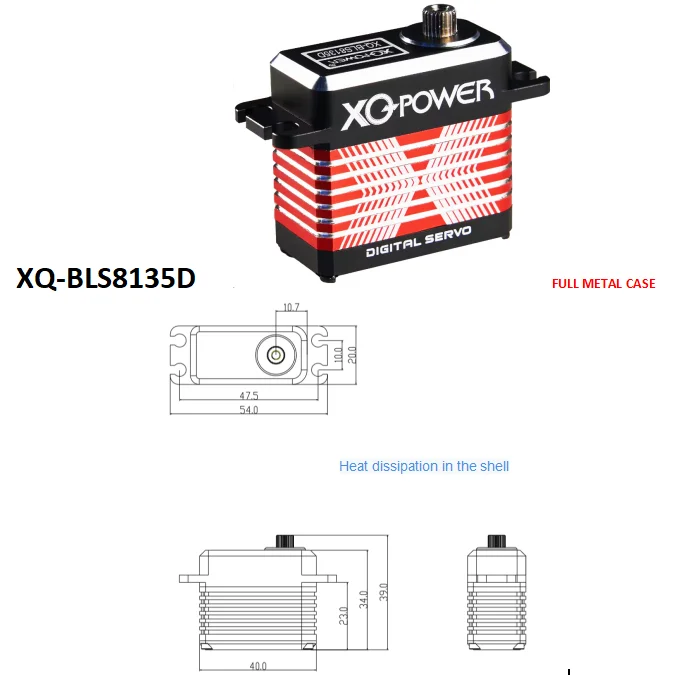 XQ-POWER
XQ-BLS8135D
XQ-POWER
DIGITAL SERVO
XQ-BLS8135D
FULL METAL CASE
10.7
10.0
20.0
47.5
54.0
Heat dissipation in the shell
23.0
34.0
39.0
40.0